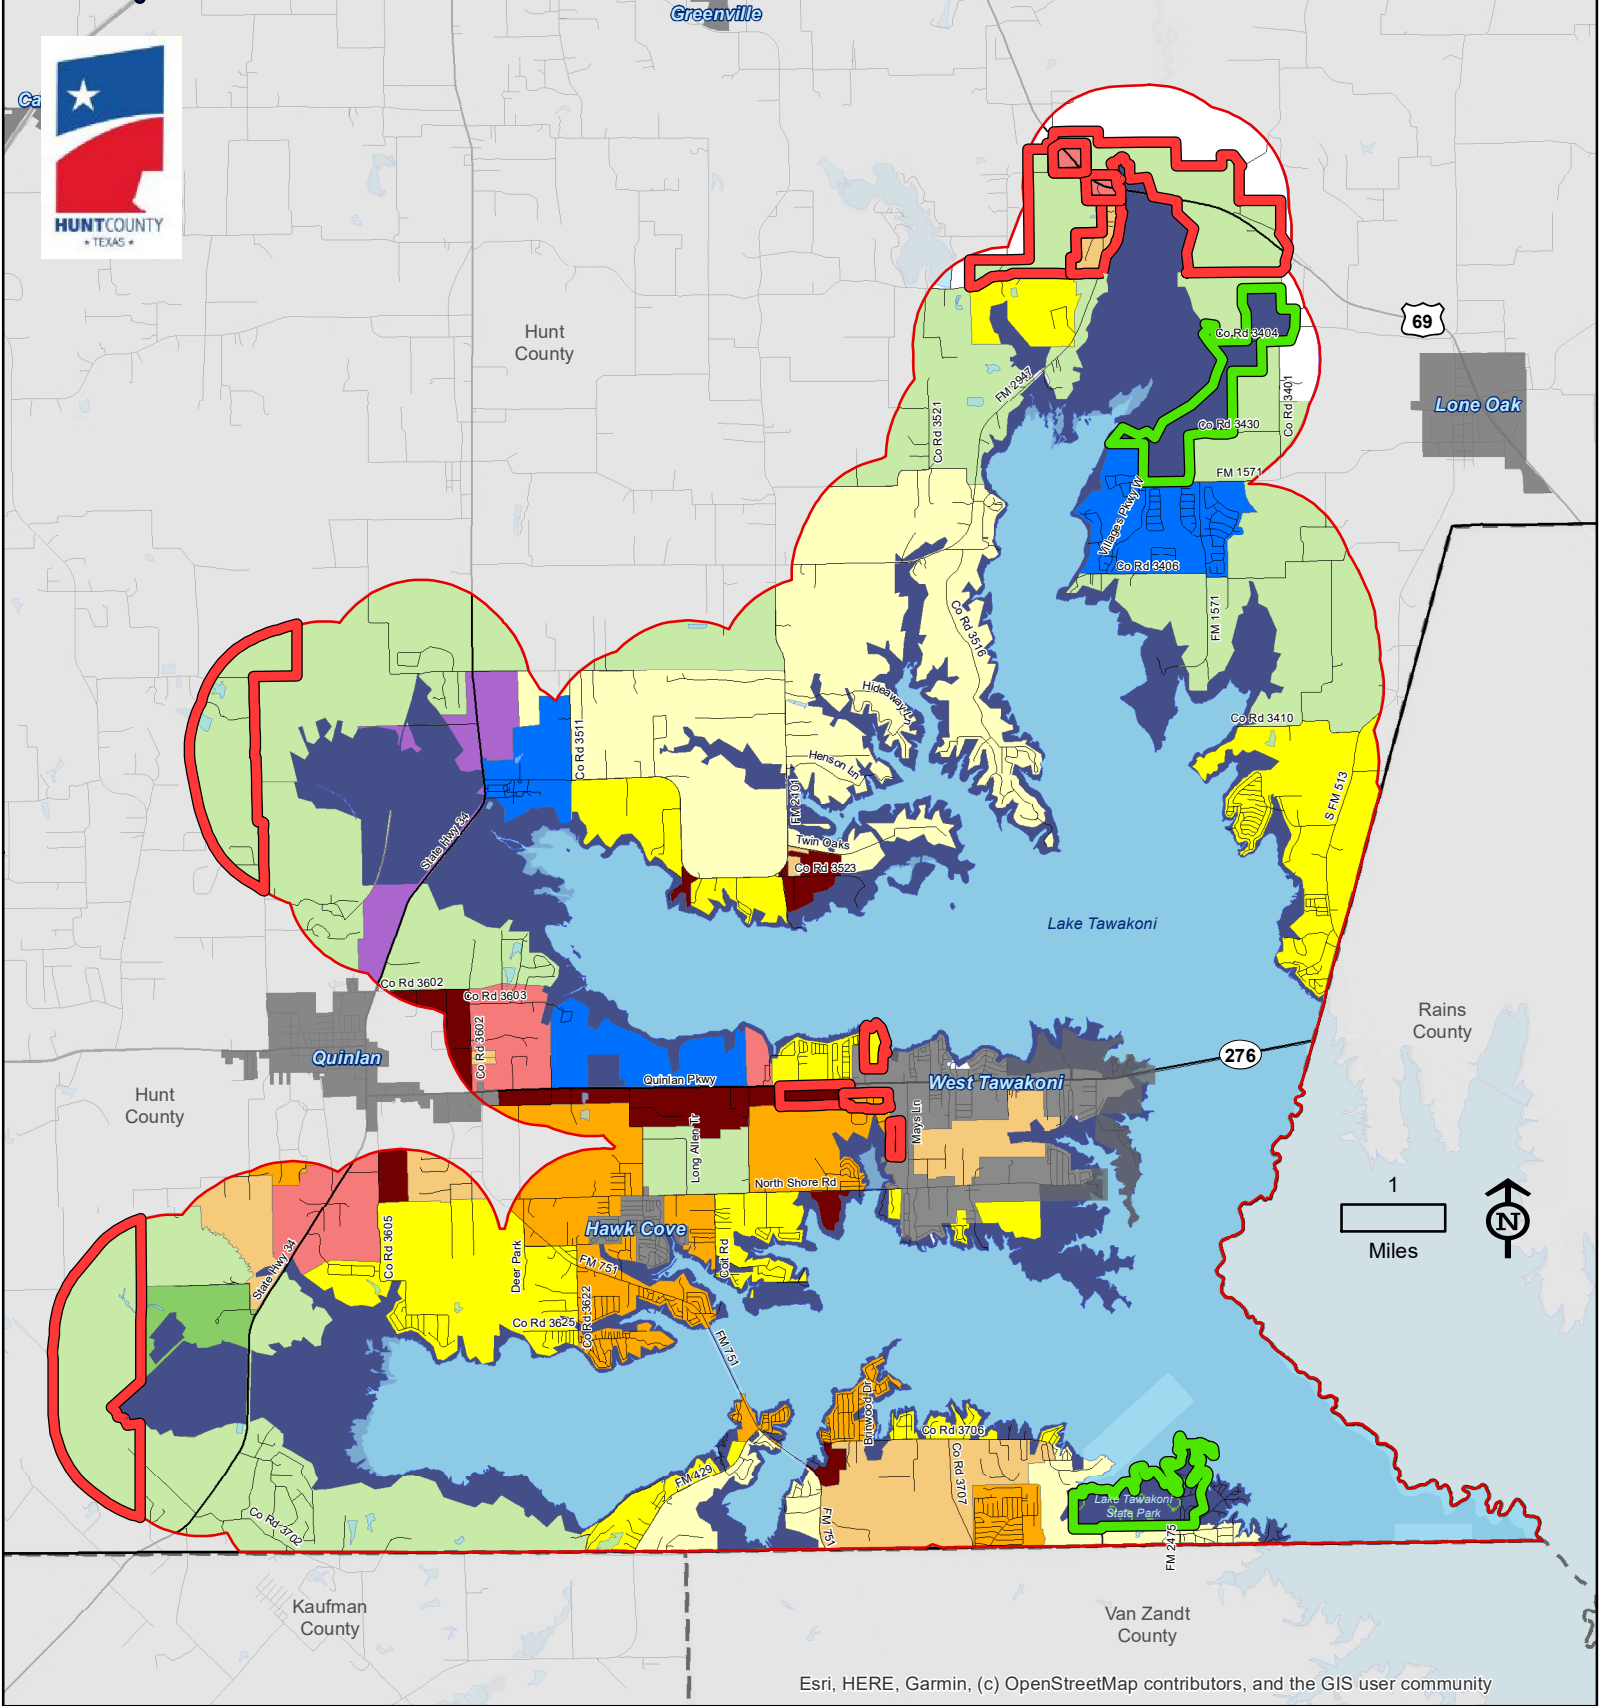 Greenville
Ca
HUNTCOUNTY
★ TEXAS ★
Hunt
County
69
Lone Oak
Co Rd 3404
FM 2947
Co Rd 3521
Co Rd 3401
Co Rd 3430
FM 1571
Villages Pkwy W
Co Rd 3406
FM 1571
Co Rd 3516
Hideaway Ln
Co Rd 3410
Co Rd 3511
Henson Ln
FM 2101
S FM 513
State Hwy 34
Twin Oaks
Co Rd 3523
Lake Tawakoni
Co Rd 3602
Co Rd 3603
Rains
County
Co Rd 3602
Quinlan
276
West Tawakoni
Quinlan Pkwy
Hunt
County
Long Allen Tr
Mays Ln
North Shore Rd
1
Miles
N
Hawk Cove
Co Rd 3605
State Hwy 34
Deer Park
FM 751
Colt Rd
Co Rd 3622
Co Rd 3625
FM 751
Brinwood Dr
Co Rd 3706
Co Rd 3707
FM 429
Lake Tawakoni
State Park
Co Rd 3702
FM 751
FM 2475
Kaufman
County
Van Zandt
County
Esri, HERE, Garmin, (c) OpenStreetMap contributors, and the GIS user community